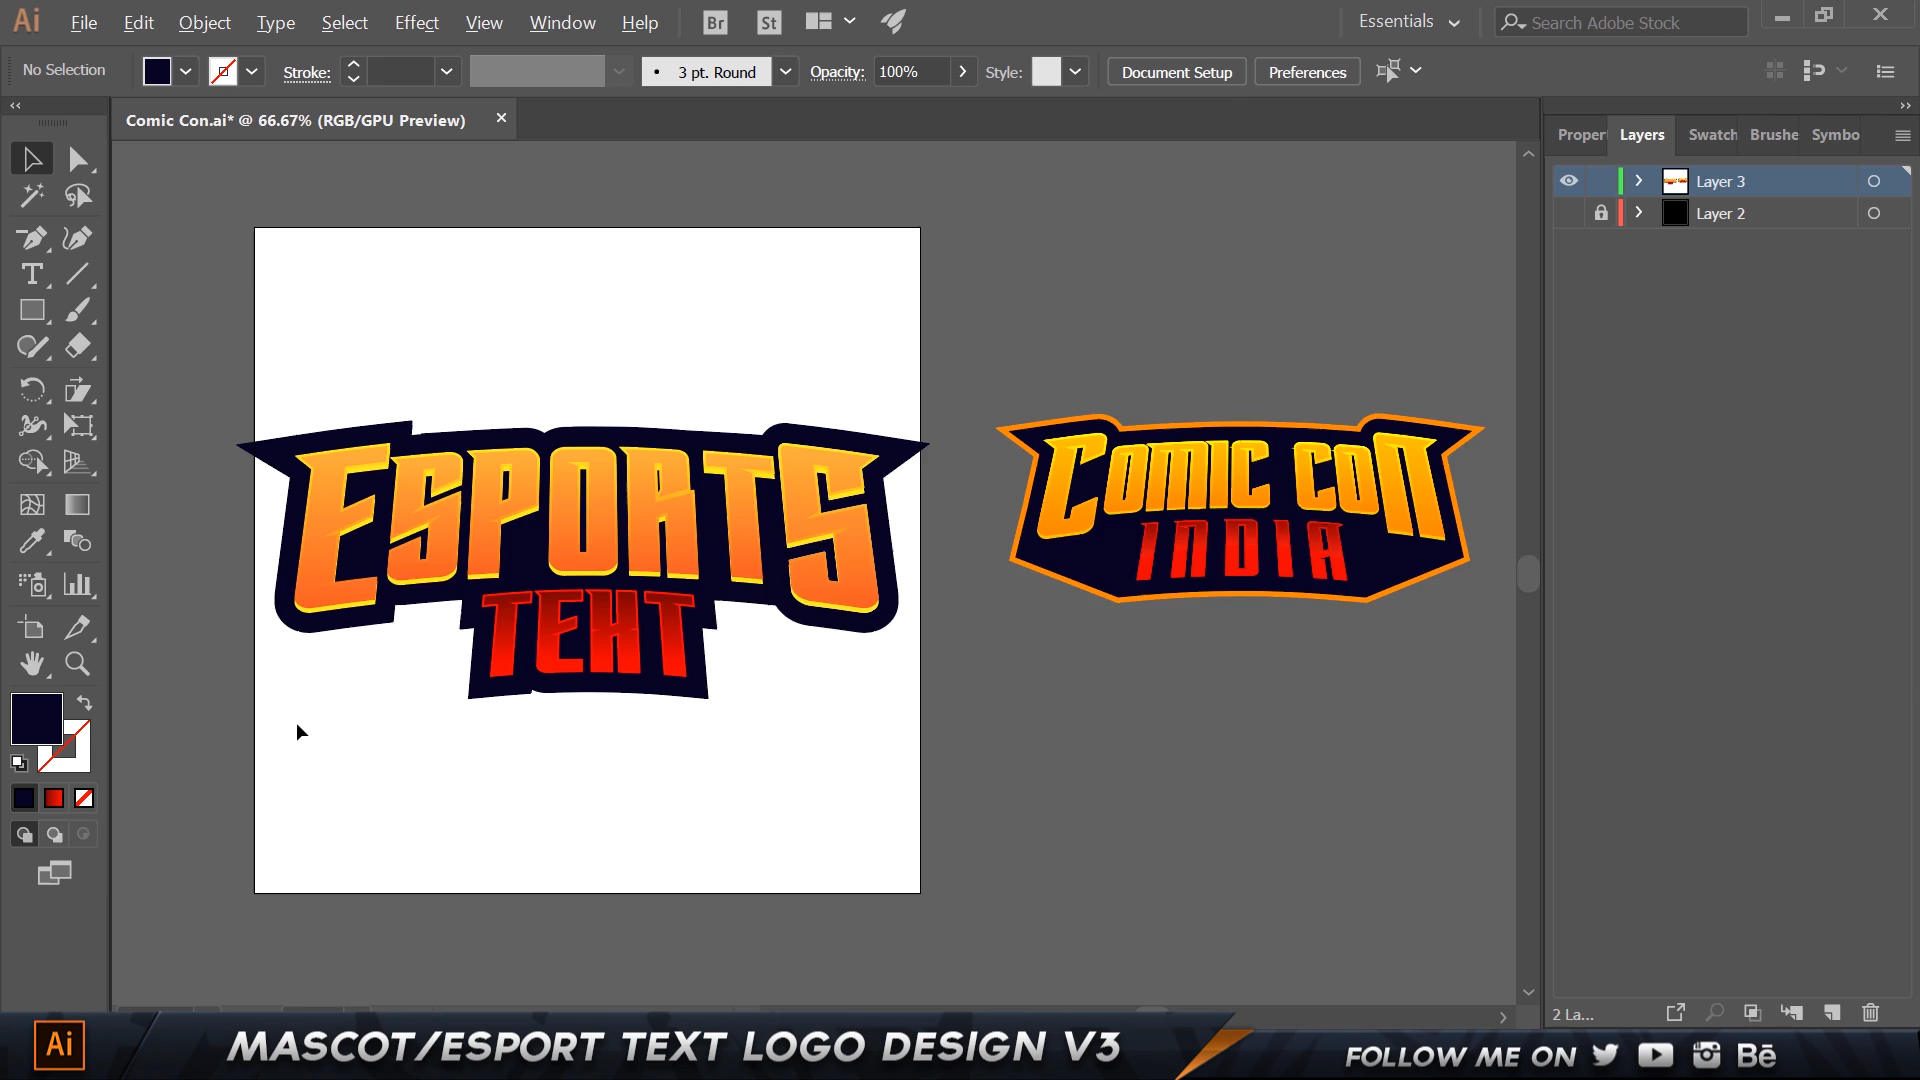 Ai File Edit Object Type Select Effect View Window Help Br St Essentials Search Adobe Stock
No Selection Stroke: 3 pt. Round Opacity: 100% Style: Document Setup Preferences
Comic Con.ai* @ 66.67% (RGB/GPU Preview)
Proper Layers Swatch Brushe Symbo
Layer 3
Layer 2
ESPORTS
TEHT
COMIC CON
INDIA
2 La...
Ai MASCOT/ESPORT TEXT LOGO DESIGN V3
FOLLOW ME ON Bē